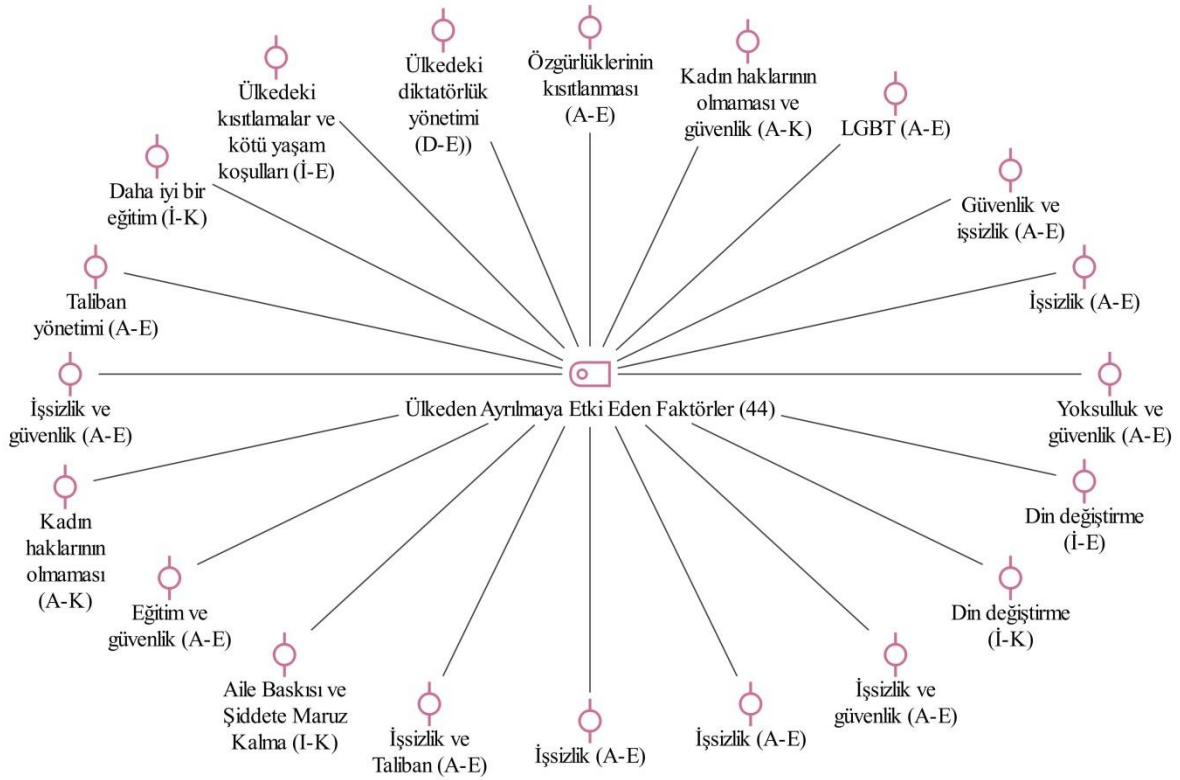 Özgürlüklerinin
kısıtlanması
(A-E)
Kadın haklarının
olmaması ve
güvenlik (A-K)
LGBT (A-E)
Güvenlik ve
işsizlik (A-E)
İşsizlik (A-E)
Yoksulluk ve
güvenlik (A-E)
Din değiştirme
(İ-E)
Din değiştirme
(İ-K)
İşsizlik ve
güvenlik (A-E)
İşsizlik (A-E)
İşsizlik (A-E)
İşsizlik ve
Taliban (A-E)
Aile Baskısı ve
Şiddete Maruz
Kalma (I-K)
Eğitim ve
güvenlik (A-E)
Kadın
haklarının
olmaması
(A-K)
İşsizlik ve
güvenlik (A-E)
Taliban
yönetimi (A-E)
Daha iyi bir
eğitim (İ-K)
Ülkedeki
kısıtlamalar ve
kötü yaşam
koşulları (İ-E)
Ülkedeki
diktatörlük
yönetimi
(D-E))
Ülkeden Ayrılmaya Etki Eden Faktörler (44)